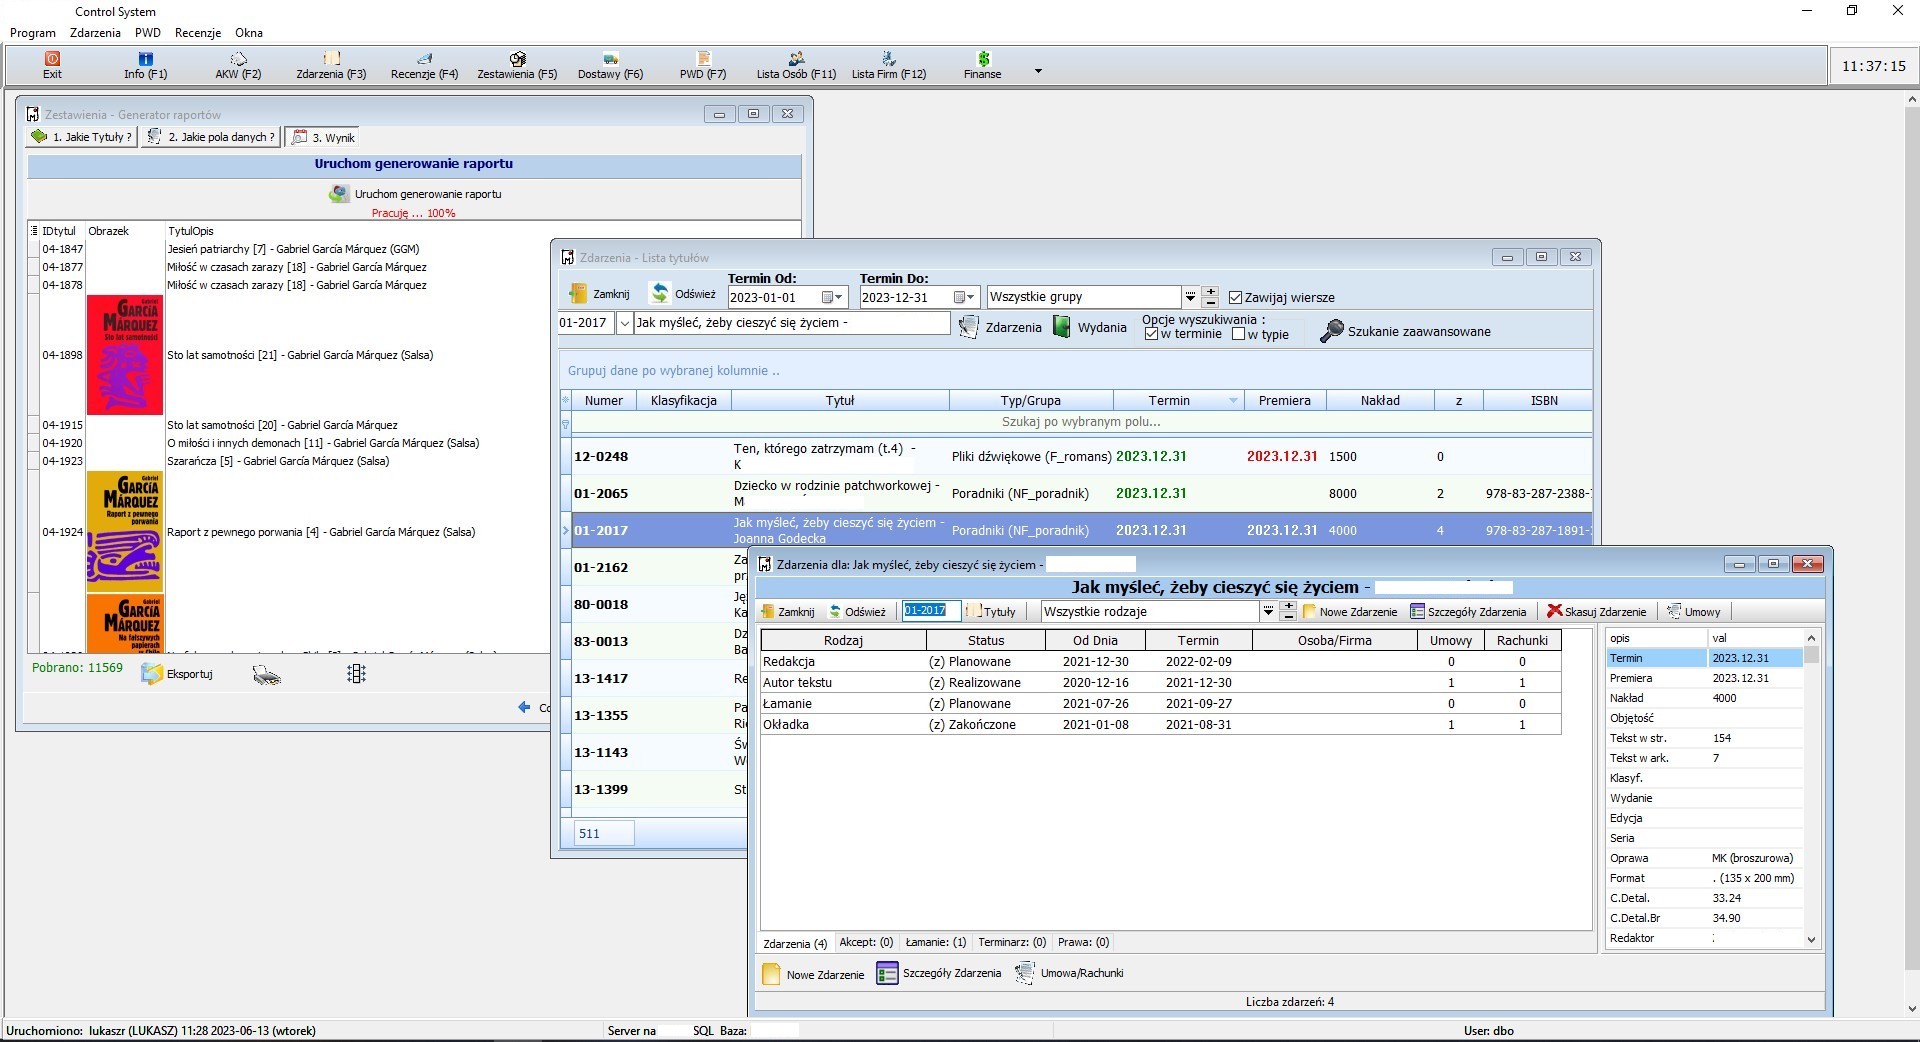 Control System
Program Zdarzenia PWD Recenzje Okna
Exit Info (F1) AKW (F2) Zdarzenia (F3) Recenzje (F4) Zestawienia (F5) Dostawy (F6) PWD (F7) Lista Osób (F11) Lista Firm (F12) Finanse 11:37:15
Zestawienia - Generator raportów
1. Jakie Tytuły ? 2. Jakie pola danych ? 3. Wynik
Uruchom generowanie raportu
Uruchom generowanie raportu
Pracuję ... 100%
IDtytul Obrazek TytulOpis
04-1847 Jesień patriarchy [7] - Gabriel García Márquez (GGM)
04-1877 Miłość w czasach zarazy [18] - Gabriel García Márquez
04-1878 Miłość w czasach zarazy [18] - Gabriel García Márquez
Gabriel
García
Márquez
Sto lat samotności
04-1898 Sto lat samotności [21] - Gabriel García Márquez (Salsa)
04-1915 Sto lat samotności [20] - Gabriel García Márquez
04-1920 O miłości i innych demonach [11] - Gabriel García Márquez (Salsa)
04-1923 Szarańcza [5] - Gabriel García Márquez (Salsa)
Gabriel
García
Márquez
Raport z pewnego
porwania
04-1924 Raport z pewnego porwania [4] - Gabriel García Márquez (Salsa)
Gabriel
García
Márquez
Na fałszywych
papierach
w Chile
Pobrano: 11569 Eksportuj
Zdarzenia - Lista tytułów
Termin Od: Termin Do:
Zamknij Odśwież 2023-01-01 2023-12-31 Wszystkie grupy Zawijaj wiersze
01-2017 Jak myśleć, żeby cieszyć się życiem - Zdarzenia Wydania Opcje wyszukiwania : w terminie w typie Szukanie zaawansowane
Grupuj dane po wybranej kolumnie ..
Numer Klasyfikacja Tytuł Typ/Grupa Termin Premiera Nakład z ISBN
Szukaj po wybranym polu...
12-0248 Ten, którego zatrzymam (t.4) - K Pliki dźwiękowe (F_romans) 2023.12.31 2023.12.31 1500 0
01-2065 Dziecko w rodzinie patchworkowej - M Poradniki (NF_poradnik) 2023.12.31 8000 2 978-83-287-2388-
01-2017 Jak myśleć, żeby cieszyć się życiem - Joanna Godecka Poradniki (NF_poradnik) 2023.12.31 2023.12.31 4000 4 978-83-287-1891-
01-2162 Za
80-0018 Ję Ka
83-0013 Dz Ba
13-1417 Re
13-1355 Pa Ri
13-1143 Św W
13-1399 St
511
Zdarzenia dla: Jak myśleć, żeby cieszyć się życiem -
Jak myśleć, żeby cieszyć się życiem -
Zamknij Odśwież 01-2017 Tytuły Wszystkie rodzaje Nowe Zdarzenie Szczegóły Zdarzenia Skasuj Zdarzenie Umowy
Rodzaj Status Od Dnia Termin Osoba/Firma Umowy Rachunki
Redakcja (z) Planowane 2021-12-30 2022-02-09 0 0
Autor tekstu (z) Realizowane 2020-12-16 2021-12-30 1 1
Łamanie (z) Planowane 2021-07-26 2021-09-27 0 0
Okładka (z) Zakończone 2021-01-08 2021-08-31 1 1
opis val
Termin 2023.12.31
Premiera 2023.12.31
Nakład 4000
Objętość
Tekst w str. 154
Tekst w ark. 7
Klasyf.
Wydanie
Edycja
Seria
Oprawa MK (broszurowa)
Format . (135 x 200 mm)
C.Detal. 33.24
C.Detal.Br 34.90
Redaktor
Zdarzenia (4) Akcept: (0) Łamanie: (1) Terminarz: (0) Prawa: (0)
Nowe Zdarzenie Szczegóły Zdarzenia Umowa/Rachunki
Liczba zdarzeń: 4
Uruchomiono: lukaszr (LUKASZ) 11:28 2023-06-13 (wtorek) Server na SQL Baza: User: dbo